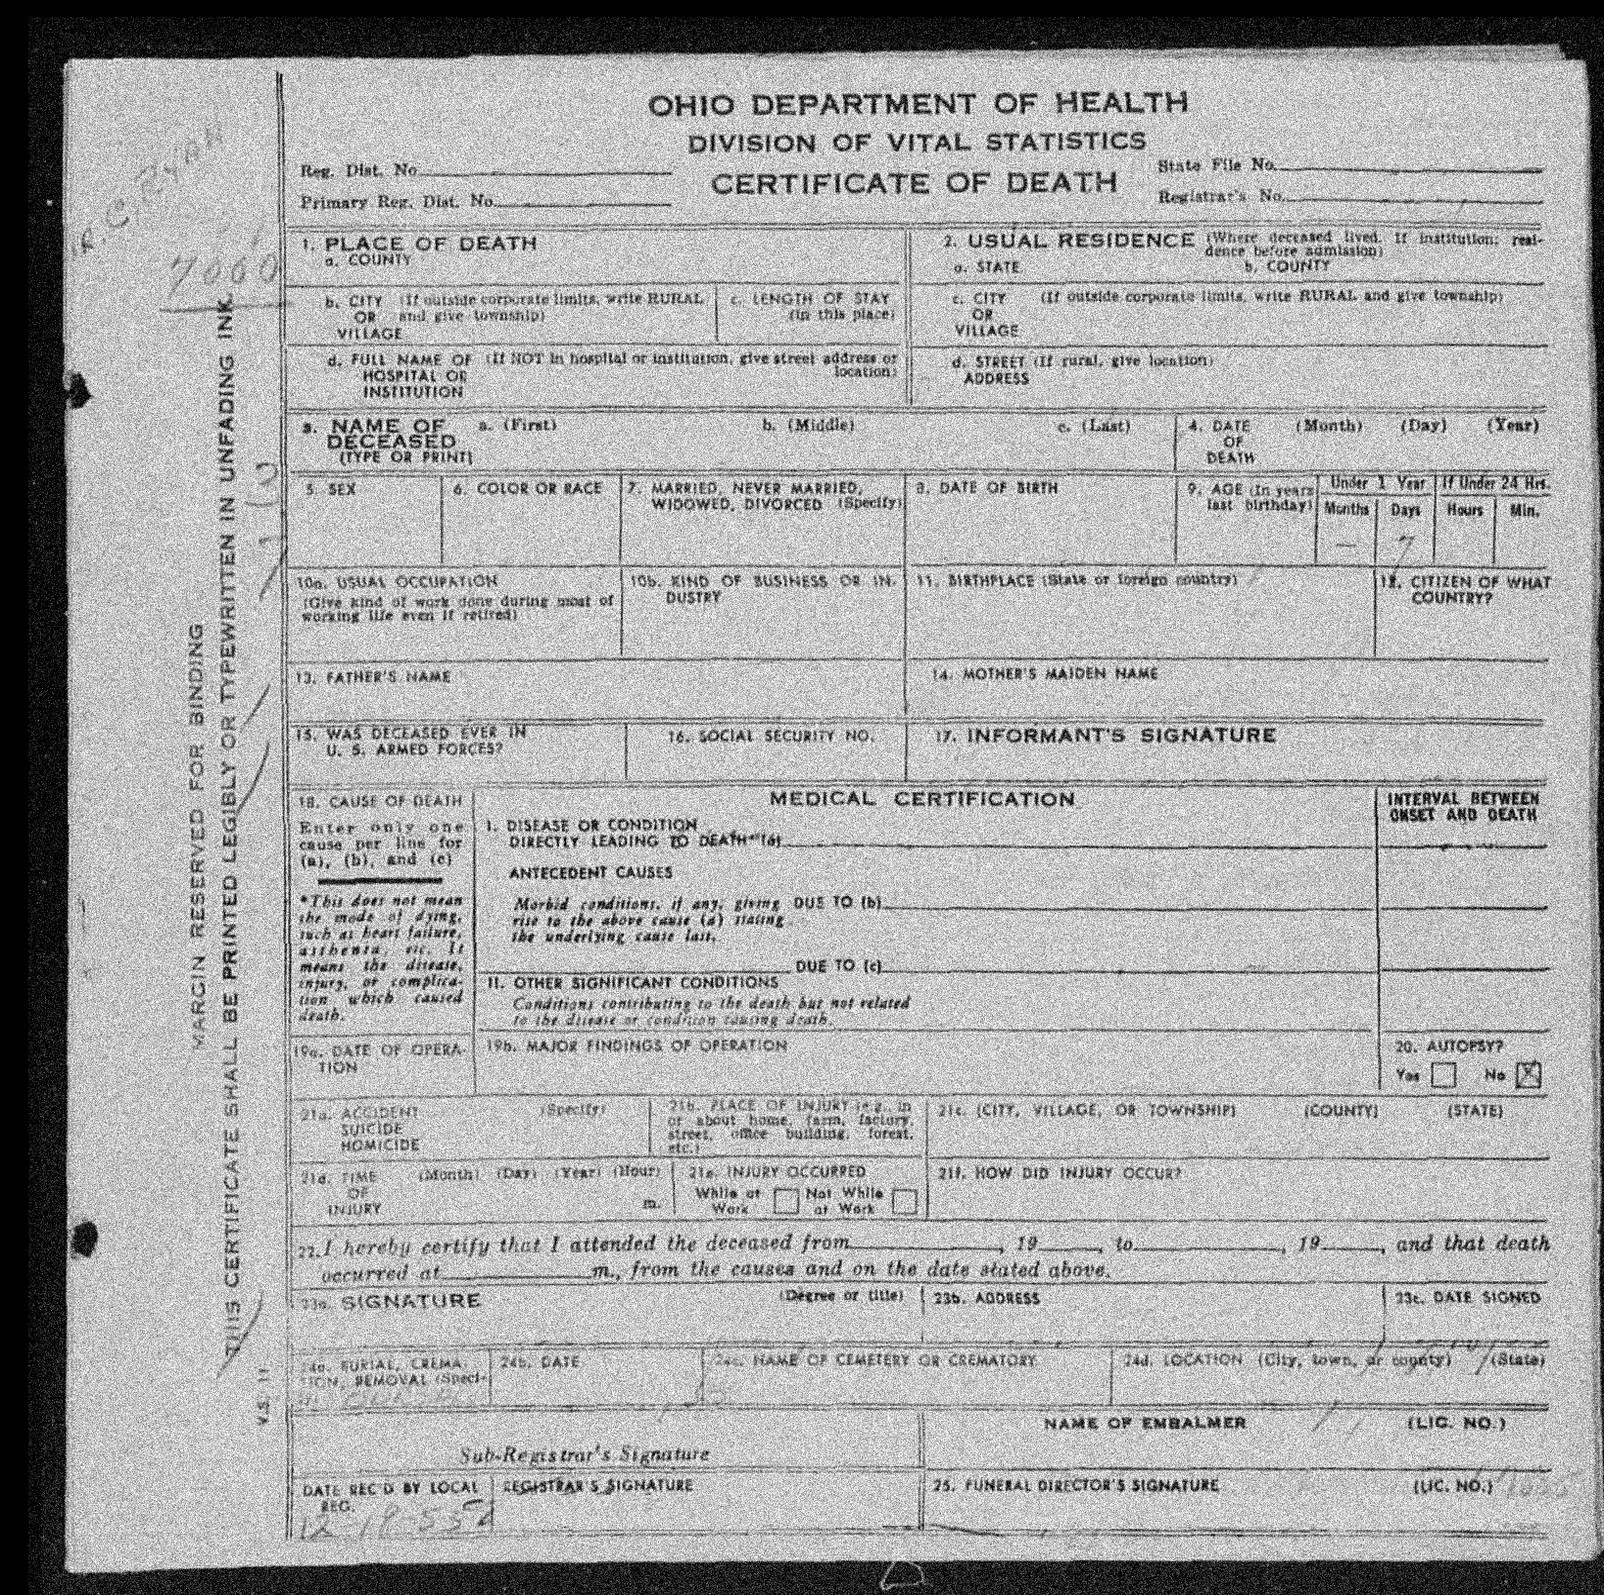 OHIO DEPARTMENT OF HEALTH
DIVISION OF VITAL STATISTICS
CERTIFICATE OF DEATH
Reg. Dist. No.
Primary Reg. Dist. No.
State File No.
Registrar's No.
7060
1. PLACE OF DEATH
a. COUNTY
2. USUAL RESIDENCE (Where deceased lived. If institution: resi-
dence before admission)
a. STATE b. COUNTY
b. CITY (If outside corporate limits, write RURAL
OR and give township)
VILLAGE
c. LENGTH OF STAY
(in this place)
c. CITY (If outside corporate limits, write RURAL and give township)
OR
VILLAGE
d. FULL NAME OF (If NOT in hospital or institution, give street address or
HOSPITAL OR location)
INSTITUTION
d. STREET (If rural, give location)
ADDRESS
3. NAME OF a. (First) b. (Middle) c. (Last)
DECEASED
(TYPE OR PRINT)
4. DATE (Month) (Day) (Year)
OF
DEATH
5. SEX
6. COLOR OR RACE
7. MARRIED, NEVER MARRIED,
WIDOWED, DIVORCED (Specify)
8. DATE OF BIRTH
9. AGE (In years
last birthday)
Under 1 Year
Months Days
— 7
If Under 24 Hrs.
Hours Min.
10a. USUAL OCCUPATION
(Give kind of work done during most of
working life even if retired)
10b. KIND OF BUSINESS OR IN-
DUSTRY
11. BIRTHPLACE (State or foreign country)
12. CITIZEN OF WHAT
COUNTRY?
13. FATHER'S NAME
14. MOTHER'S MAIDEN NAME
15. WAS DECEASED EVER IN
U. S. ARMED FORCES?
16. SOCIAL SECURITY NO.
17. INFORMANT'S SIGNATURE
18. CAUSE OF DEATH
Enter only one
cause per line for
(a), (b), and (c)
*This does not mean
the mode of dying,
such as heart failure,
asthenia, etc. It
means the disease,
injury, or complica-
tion which caused
death.
MEDICAL CERTIFICATION
I. DISEASE OR CONDITION
DIRECTLY LEADING TO DEATH* (a)
ANTECEDENT CAUSES
Morbid conditions, if any, giving DUE TO (b)
rise to the above cause (a) stating
the underlying cause last.
DUE TO (c)
II. OTHER SIGNIFICANT CONDITIONS
Conditions contributing to the death but not related
to the disease or condition causing death.
INTERVAL BETWEEN
ONSET AND DEATH
19a. DATE OF OPERA-
TION
19b. MAJOR FINDINGS OF OPERATION
20. AUTOPSY?
Yes No X
21a. ACCIDENT (Specify)
SUICIDE
HOMICIDE
21b. PLACE OF INJURY (e.g., in
or about home, farm, factory,
street, office building, forest,
etc.)
21c. (CITY, VILLAGE, OR TOWNSHIP) (COUNTY) (STATE)
21d. TIME (Month) (Day) (Year) (Hour)
OF
INJURY m.
21e. INJURY OCCURRED
While at Not While
Work at Work
21f. HOW DID INJURY OCCUR?
22. I hereby certify that I attended the deceased from , 19 , to , 19 , and that death
occurred at m., from the causes and on the date stated above.
23a. SIGNATURE (Degree or title)
23b. ADDRESS
23c. DATE SIGNED
24a. BURIAL, CREMA-
TION, REMOVAL (Speci-
24b. DATE
24c. NAME OF CEMETERY OR CREMATORY
24d. LOCATION (City, town, or county) (State)
Sub-Registrar's Signature
NAME OF EMBALMER (LIC. NO.)
DATE REC'D BY LOCAL
REG.
REGISTRAR'S SIGNATURE
25. FUNERAL DIRECTOR'S SIGNATURE (LIC. NO.)
MARGIN RESERVED FOR BINDING
THIS CERTIFICATE SHALL BE PRINTED LEGIBLY OR TYPEWRITTEN IN UNFADING INK.
V.S. 11